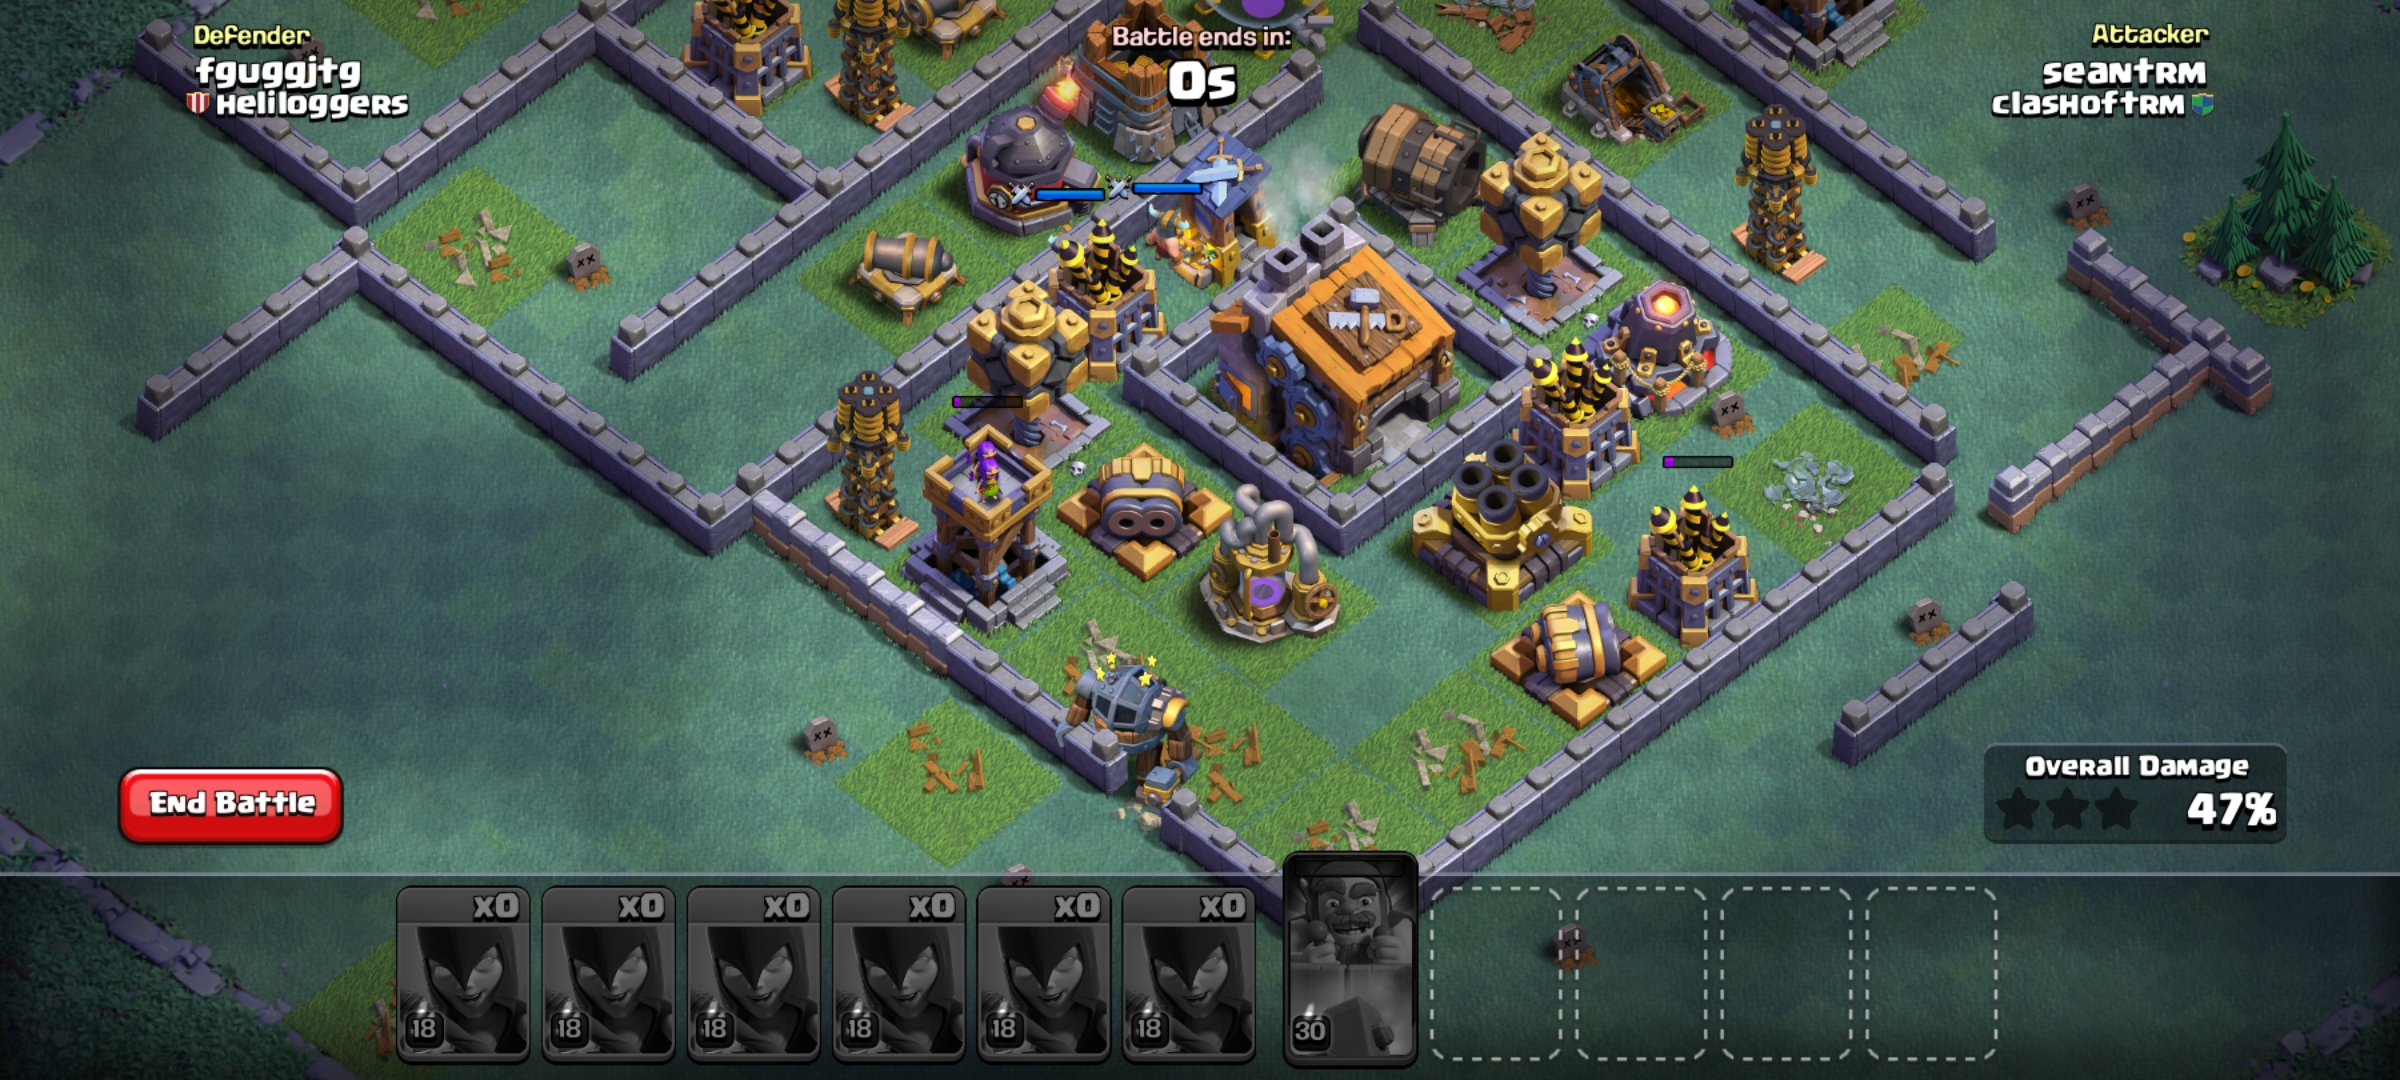 Defender
fguggjtg
Heliloggers
Battle ends in:
0s
Attacker
seantRM
clashoftRM
End Battle
Overall Damage
47%
x0
x0
x0
x0
x0
x0
18
18
18
18
18
18
30